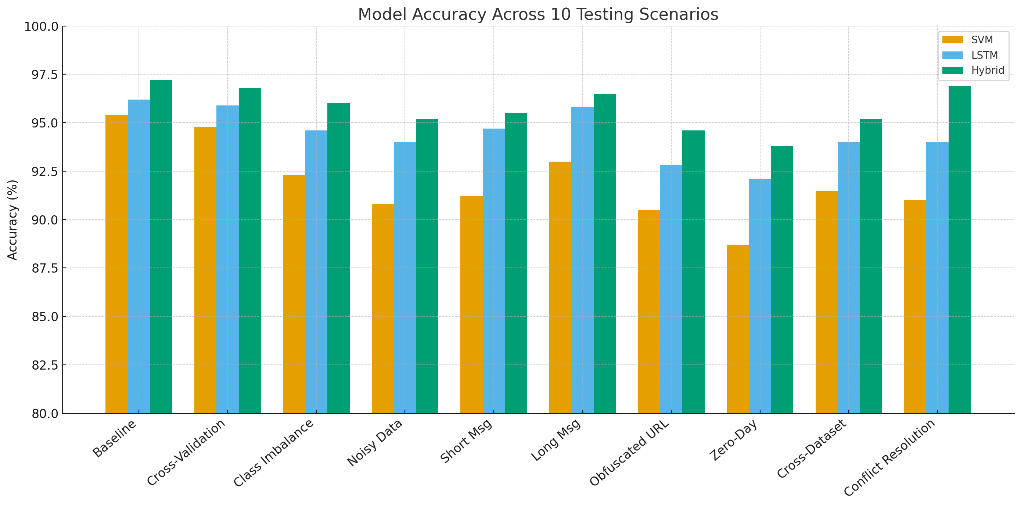 Model Accuracy Across 10 Testing Scenarios
100.0
97.5
95.0
92.5
90.0
87.5
85.0
82.5
80.0
Accuracy (%)
SVM
LSTM
Hybrid
Baseline
Cross-Validation
Class Imbalance
Noisy Data
Short Msg
Long Msg
Obfuscated URL
Zero-Day
Cross-Dataset
Conflict Resolution